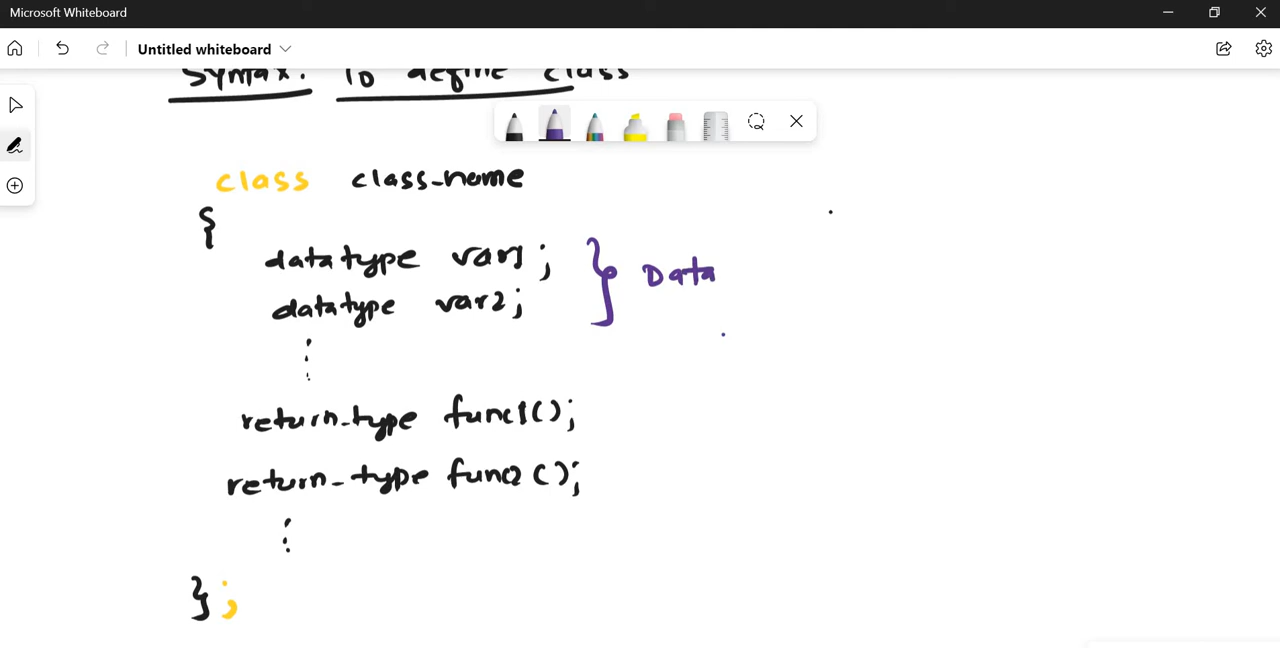 Microsoft Whiteboard
Untitled whiteboard
Syntax: To define class
class class_name
{
datatype var1;
datatype var2;
} Data
⋮
return_type func1();
return_type func2();
⋮
};